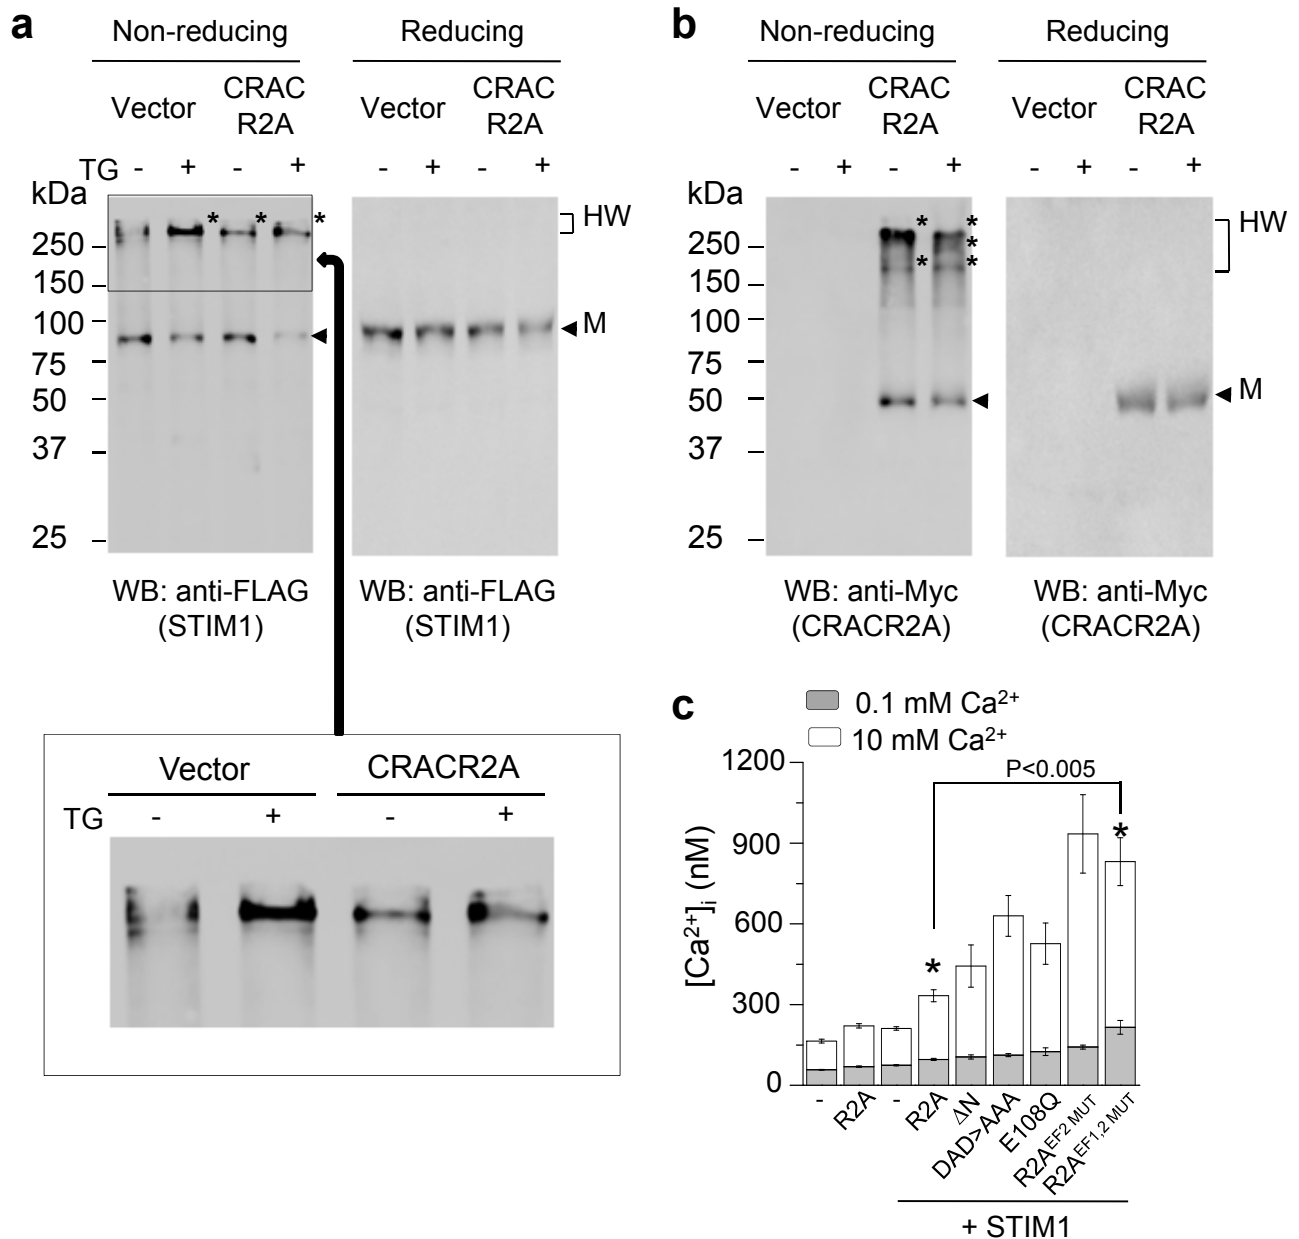 a
Non-reducing
Reducing
Vector
CRAC
R2A
Vector
CRAC
R2A
TG - + - +
- + - +
kDa
250
150
100
75
50
37
25
*
*
*
HW
M
WB: anti-FLAG
(STIM1)
WB: anti-FLAG
(STIM1)
Vector
CRACR2A
TG - + - +
b
Non-reducing
Reducing
Vector
CRAC
R2A
Vector
CRAC
R2A
- + - +
- + - +
250
150
100
75
50
37
25
*
*
*
*
*
HW
M
WB: anti-Myc
(CRACR2A)
WB: anti-Myc
(CRACR2A)
c
0.1 mM Ca²⁺
10 mM Ca²⁺
[Ca²⁺]ᵢ (nM)
1200
900
600
300
0
P<0.005
*
*
-
R2A
-
R2A
ΔN
DAD>AAA
E108Q
R2A^EF2 MUT
R2A^EF1,2 MUT
+ STIM1